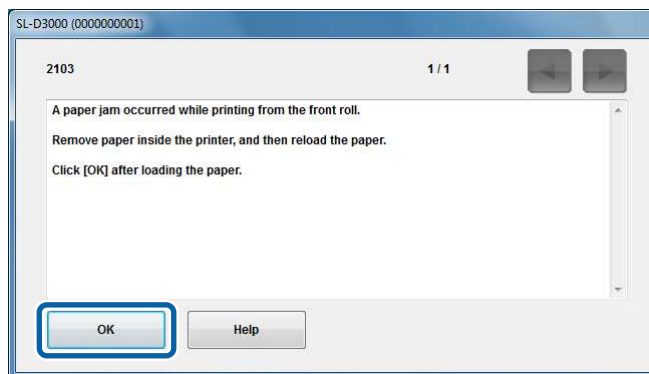 SL-D3000 (0000000001)
2103 1 / 1
A paper jam occurred while printing from the front roll.
Remove paper inside the printer, and then reload the paper.
Click [OK] after loading the paper.
OK Help